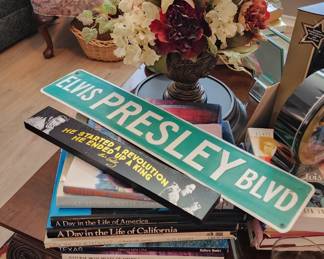 ELVIS PRESLEY BLVD
HE STARTED A REVOLUTION
HE ENDED UP A KING
A Day in the Life of America
A Day in the Life of California
TEXAS